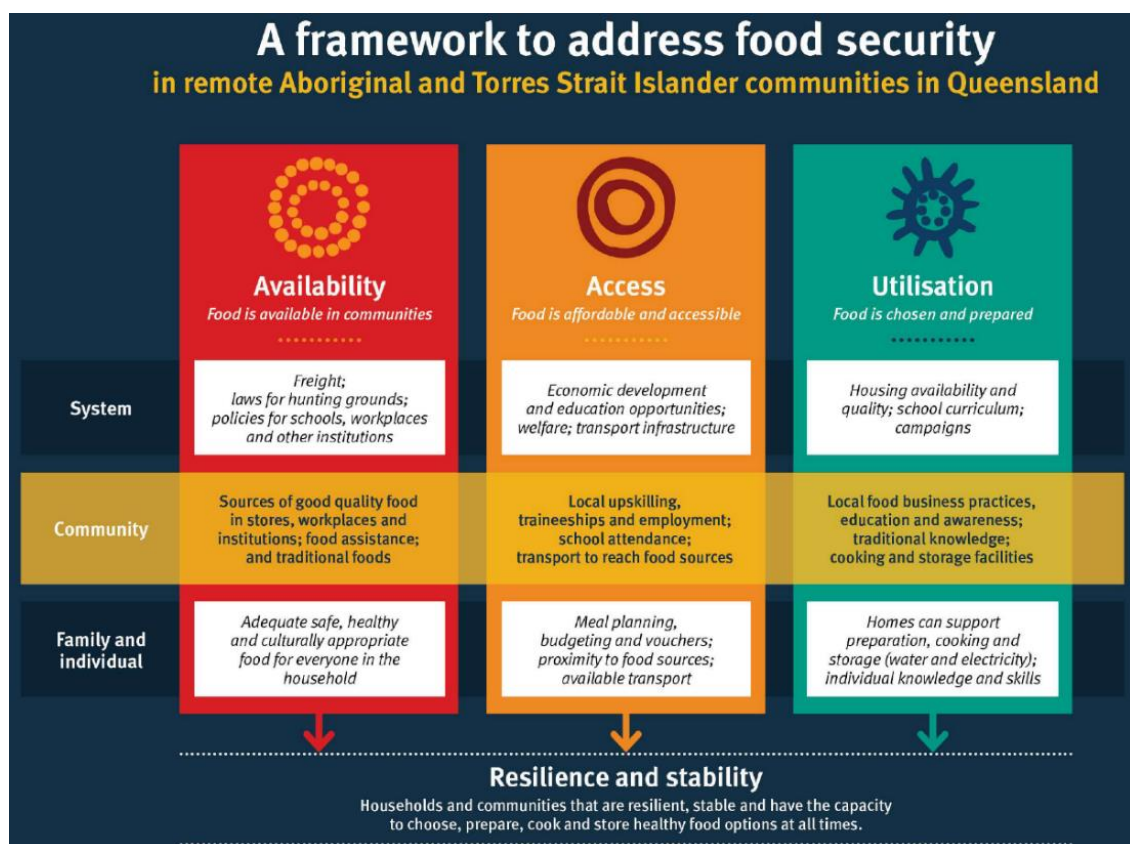 A framework to address food security
in remote Aboriginal and Torres Strait Islander communities in Queensland
Availability
Food is available in communities
Access
Food is affordable and accessible
Utilisation
Food is chosen and prepared
System
Freight;
laws for hunting grounds;
policies for schools, workplaces
and other institutions
Economic development
and education opportunities;
welfare; transport infrastructure
Housing availability and
quality; school curriculum;
campaigns
Community
Sources of good quality food
in stores, workplaces and
institutions; food assistance;
and traditional foods
Local upskilling,
traineeships and employment;
school attendance;
transport to reach food sources
Local food business practices,
education and awareness;
traditional knowledge;
cooking and storage facilities
Family and
individual
Adequate safe, healthy
and culturally appropriate
food for everyone in the
household
Meal planning,
budgeting and vouchers;
proximity to food sources;
available transport
Homes can support
preparation, cooking and
storage (water and electricity);
individual knowledge and skills
Resilience and stability
Households and communities that are resilient, stable and have the capacity
to choose, prepare, cook and store healthy food options at all times.